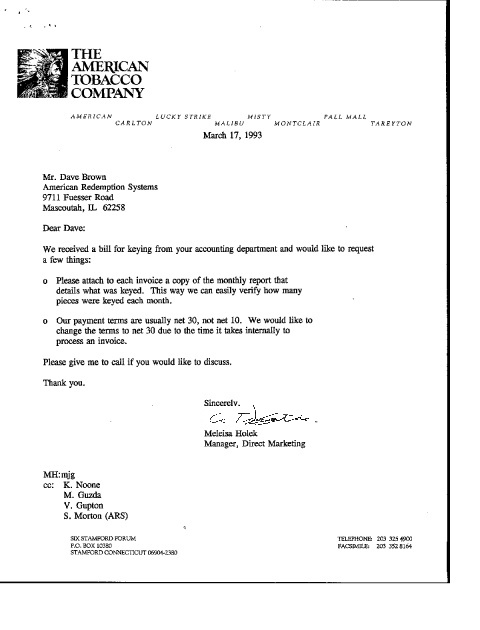 THE
AMERICAN
TOBACCO
COMPANY
AMERICAN LUCKY STRIKE MISTY PALL MALL
CARLTON MALIBU MONTCLAIR TAREYTON
March 17, 1993
Mr. Dave Brown
American Redemption Systems
9711 Fuesser Road
Mascoutah, IL 62258
Dear Dave:
We received a bill for keying from your accounting department and would like to request
a few things:
o Please attach to each invoice a copy of the monthly report that
details what was keyed. This way we can easily verify how many
pieces were keyed each month.
o Our payment terms are usually net 30, not net 10. We would like to
change the terms to net 30 due to the time it takes internally to
process an invoice.
Please give me to call if you would like to discuss.
Thank you.
Sincerely,
Meleisa Holek
Manager, Direct Marketing
MH:mjg
cc: K. Noone
M. Guzda
V. Gupton
S. Morton (ARS)
SIX STAMFORD FORUM
P.O. BOX 10380
STAMFORD CONNECTICUT 06904-2380
TELEPHONE: 203 325 4900
FACSIMILE: 203 352 8164